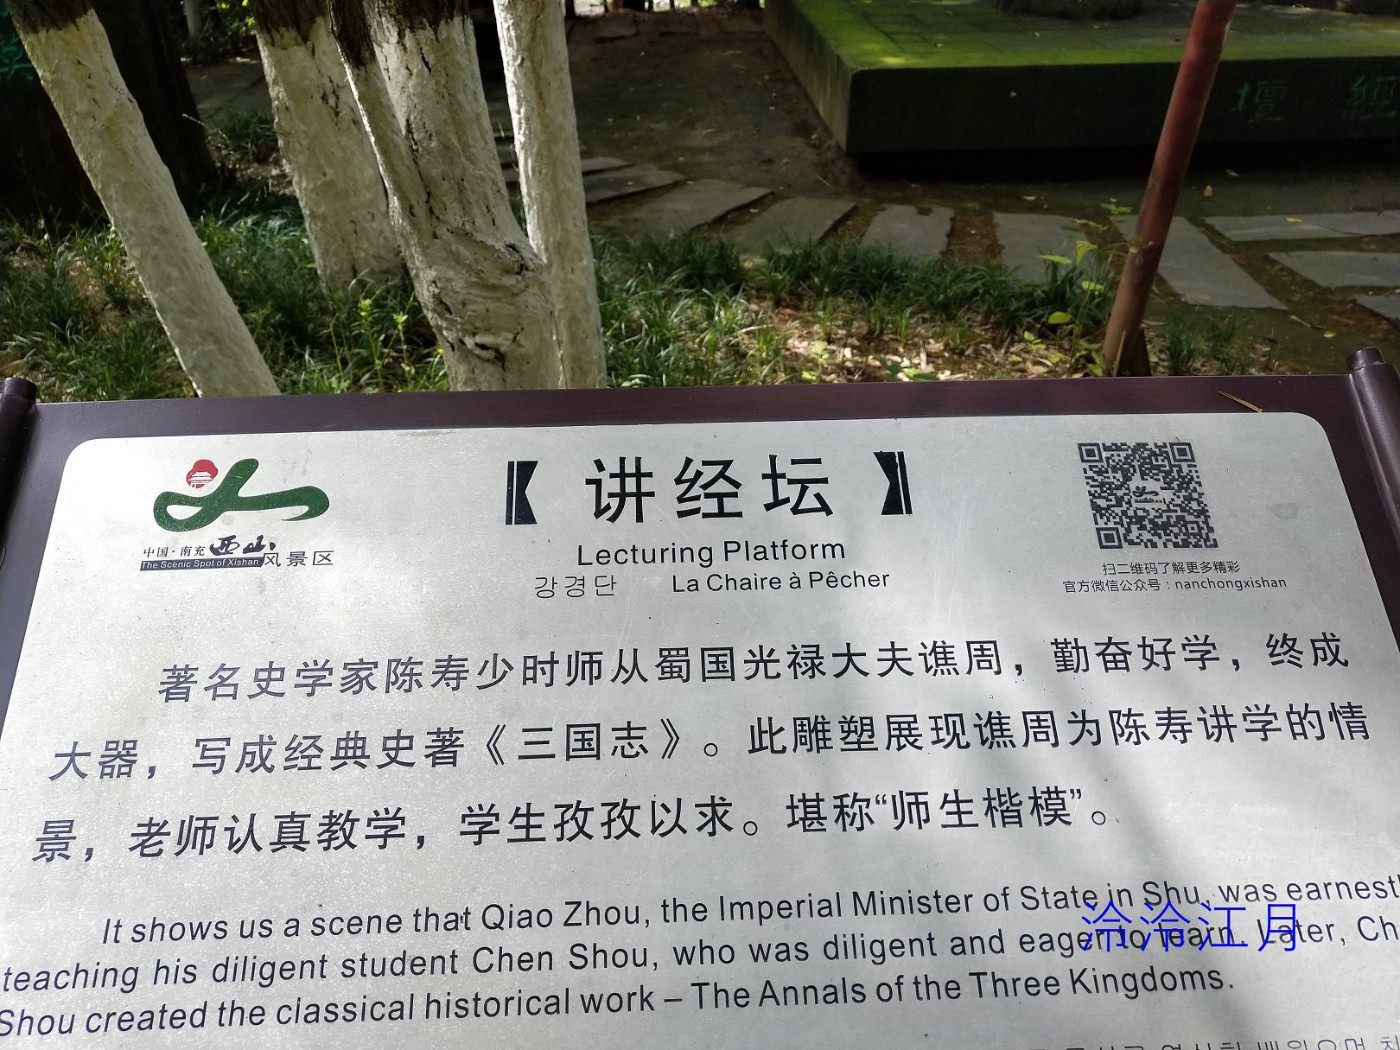 壇 經
中国·南充 西山 风景区
The Scenic Spot of Xishan
【 讲经坛 】
Lecturing Platform
강경단 La Chaire à Pêcher
扫二维码了解更多精彩
官方微信公众号：nanchongxishan
著名史学家陈寿少时师从蜀国光禄大夫谯周，勤奋好学，终成
大器，写成经典史著《三国志》。此雕塑展现谯周为陈寿讲学的情
景，老师认真教学，学生孜孜以求。堪称“师生楷模”。
It shows us a scene that Qiao Zhou, the Imperial Minister of State in Shu, was earnestl
teaching his diligent student Chen Shou, who was diligent and eager to learn. Later, Ch
Shou created the classical historical work – The Annals of the Three Kingdoms.
泠泠江月